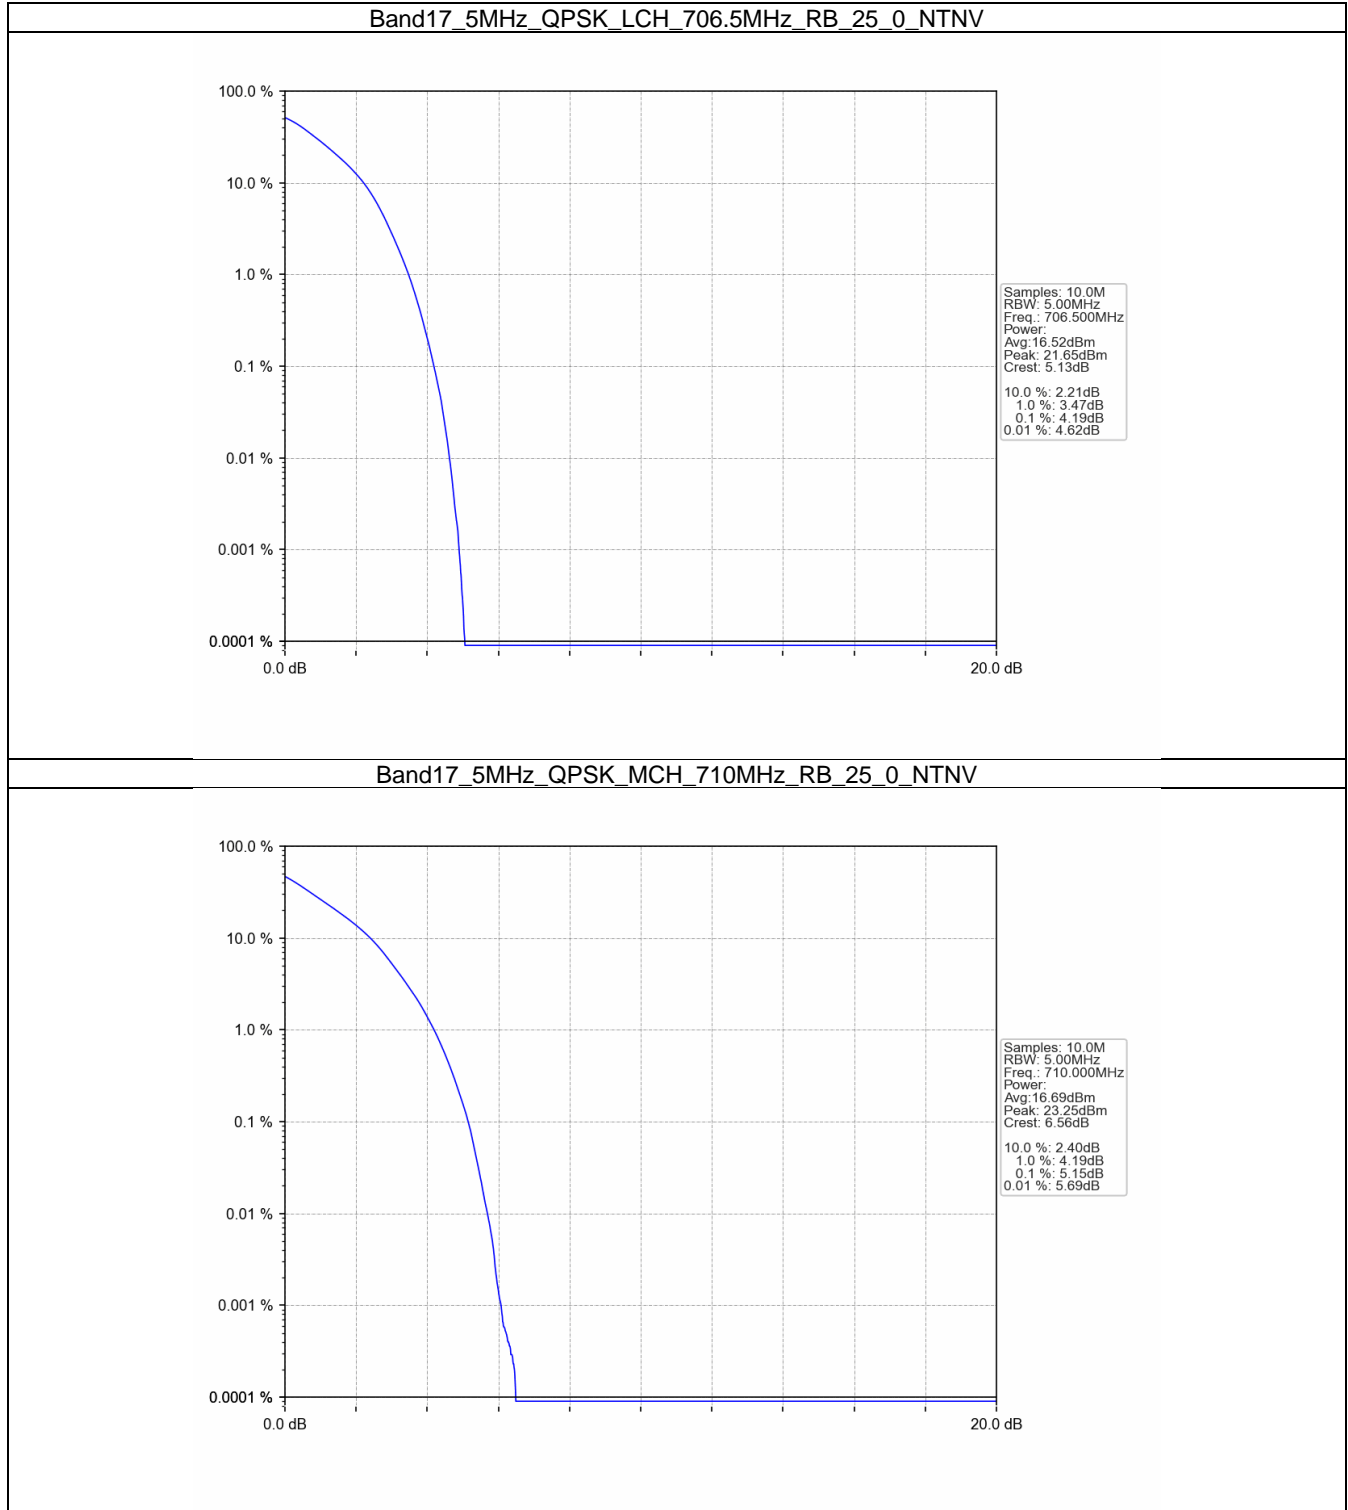 Band17_5MHz_QPSK_LCH_706.5MHz_RB_25_0_NTNV
100.0 %
10.0 %
1.0 %
0.1 %
0.01 %
0.001 %
0.0001 %
0.0 dB
20.0 dB
Samples: 10.0M
RBW: 5.00MHz
Freq.: 706.500MHz
Power:
Avg:16.52dBm
Peak: 21.65dBm
Crest: 5.13dB
10.0 %: 2.21dB
1.0 %: 3.47dB
0.1 %: 4.19dB
0.01 %: 4.62dB
Band17_5MHz_QPSK_MCH_710MHz_RB_25_0_NTNV
100.0 %
10.0 %
1.0 %
0.1 %
0.01 %
0.001 %
0.0001 %
0.0 dB
20.0 dB
Samples: 10.0M
RBW: 5.00MHz
Freq.: 710.000MHz
Power:
Avg:16.69dBm
Peak: 23.25dBm
Crest: 6.56dB
10.0 %: 2.40dB
1.0 %: 4.19dB
0.1 %: 5.15dB
0.01 %: 5.69dB